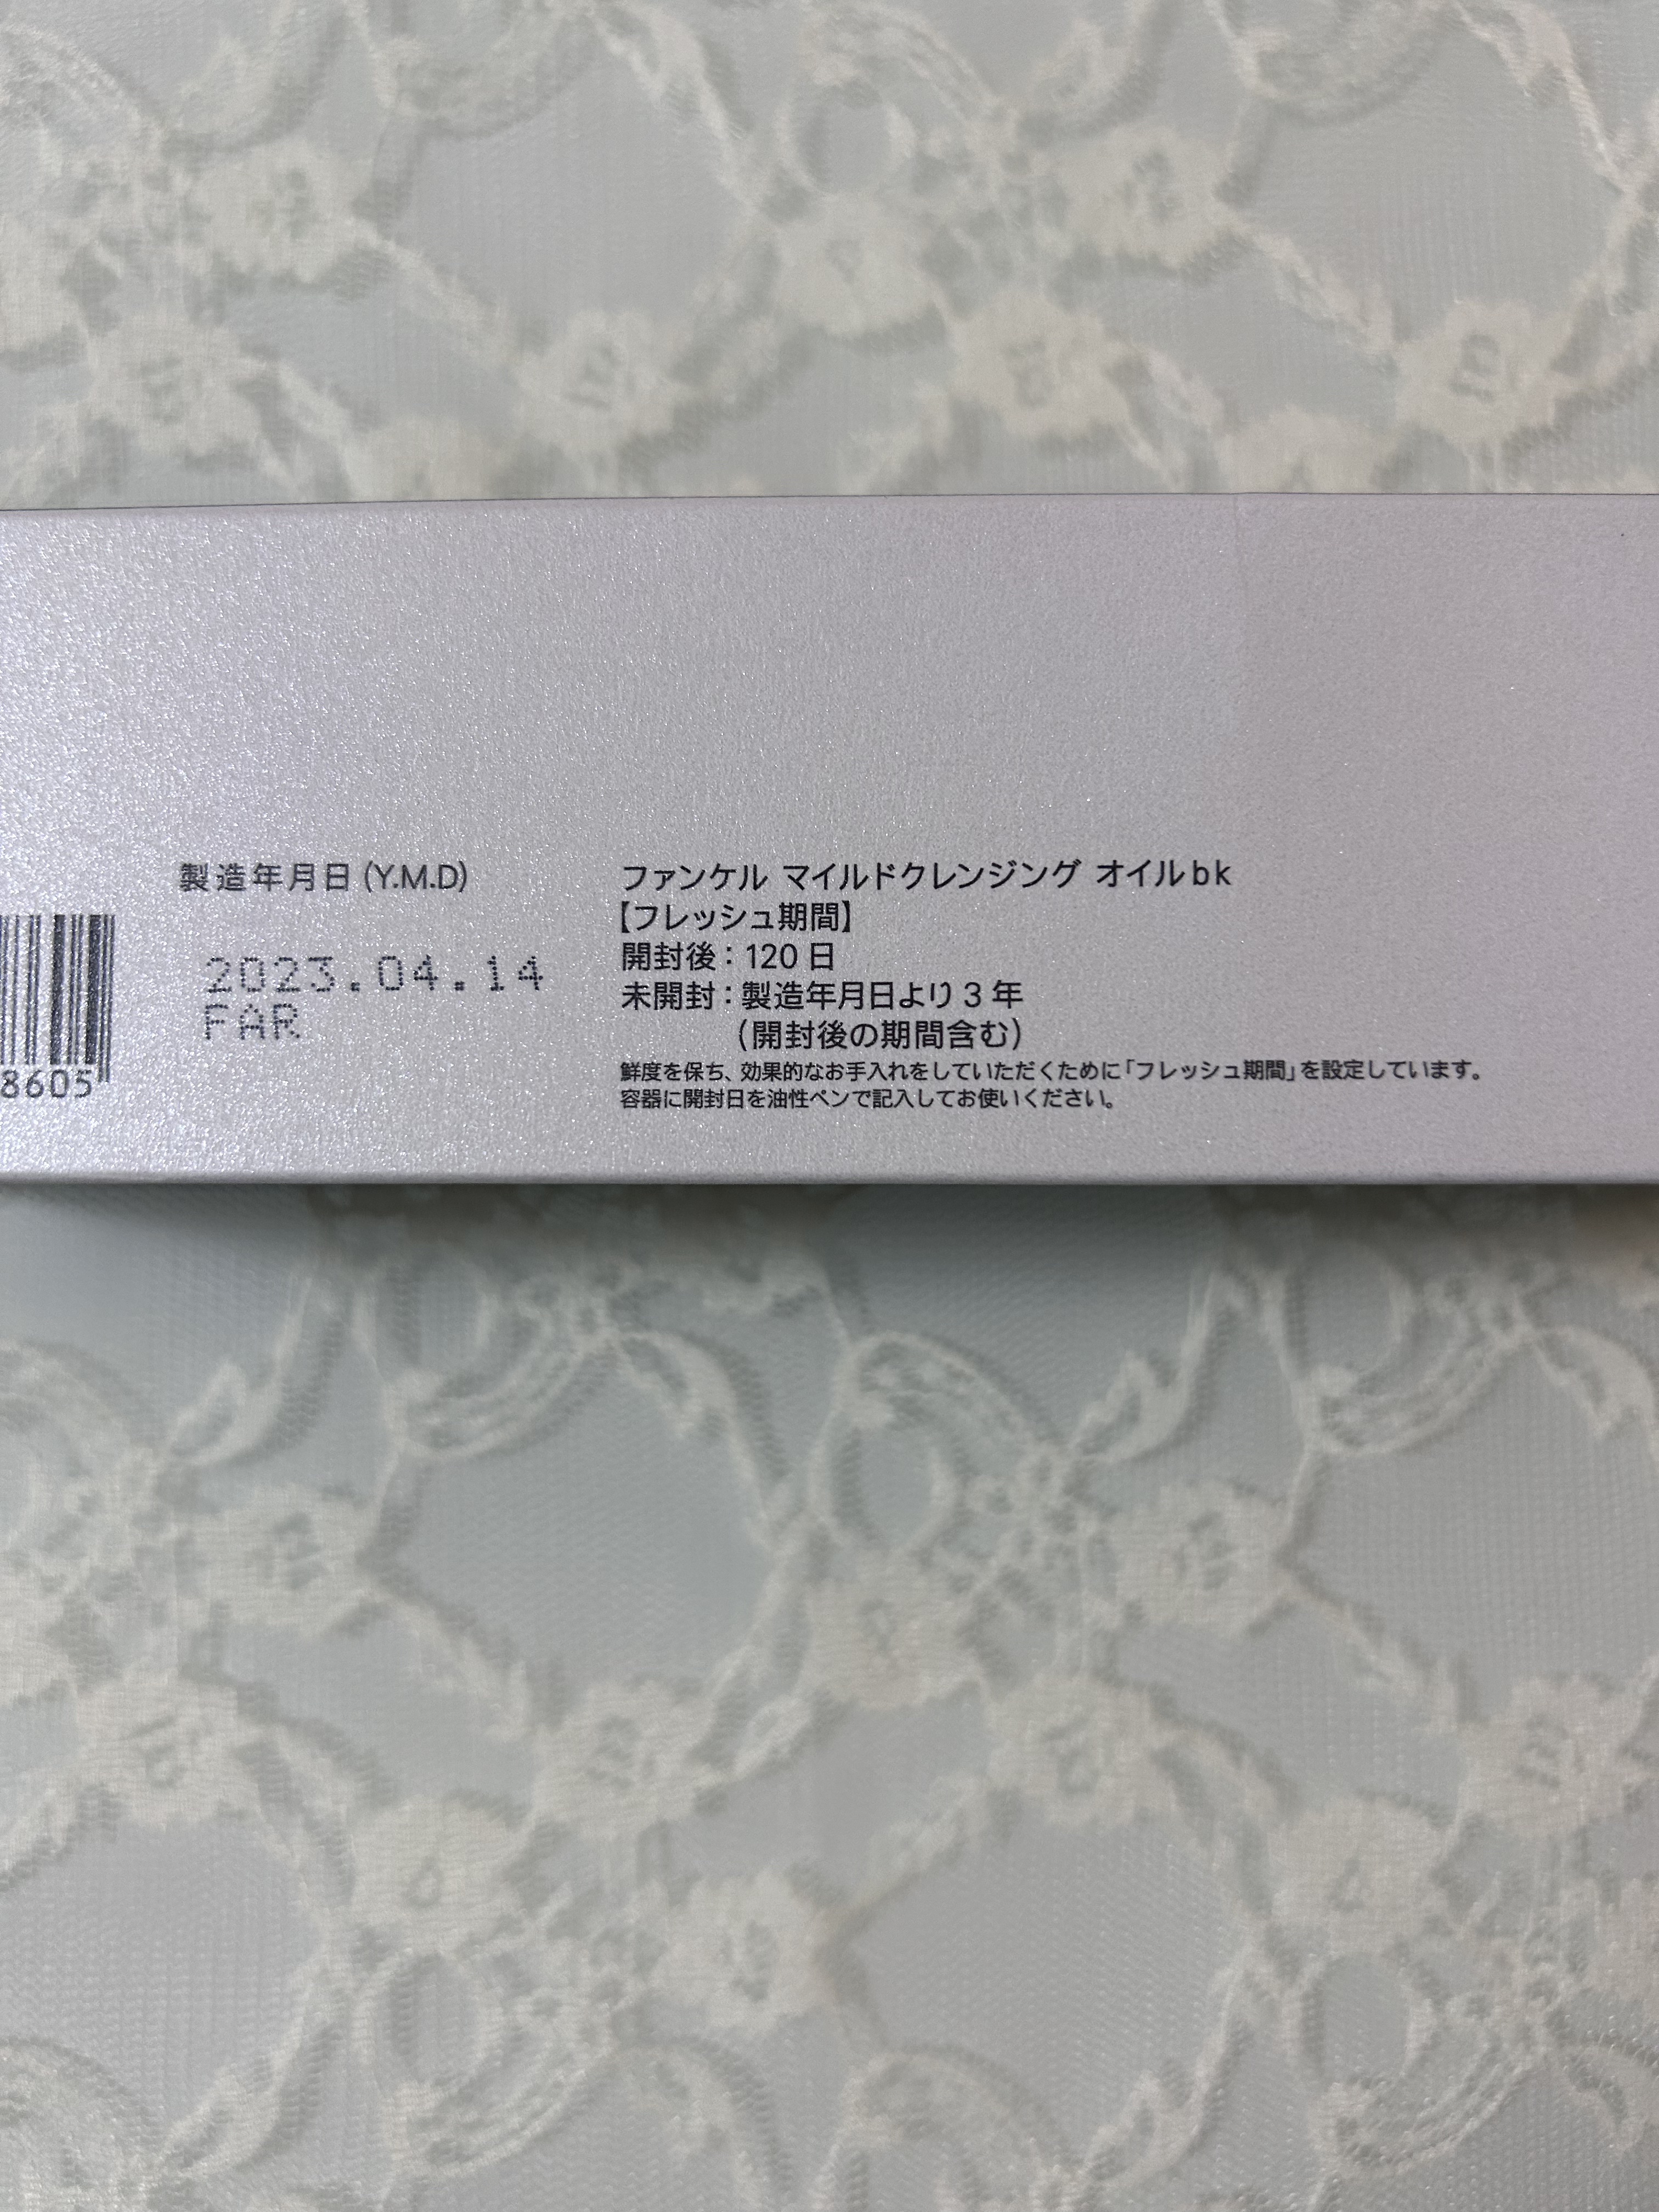 製造年月日(Y.M.D)
2023.04.14
FAR
8605
ファンケル マイルドクレンジング オイルbk
【フレッシュ期間】
開封後：120日
未開封：製造年月日より3年
(開封後の期間含む)
鮮度を保ち、効果的なお手入れをしていただくために「フレッシュ期間」を設定しています。
容器に開封日を油性ペンで記入してお使いください。